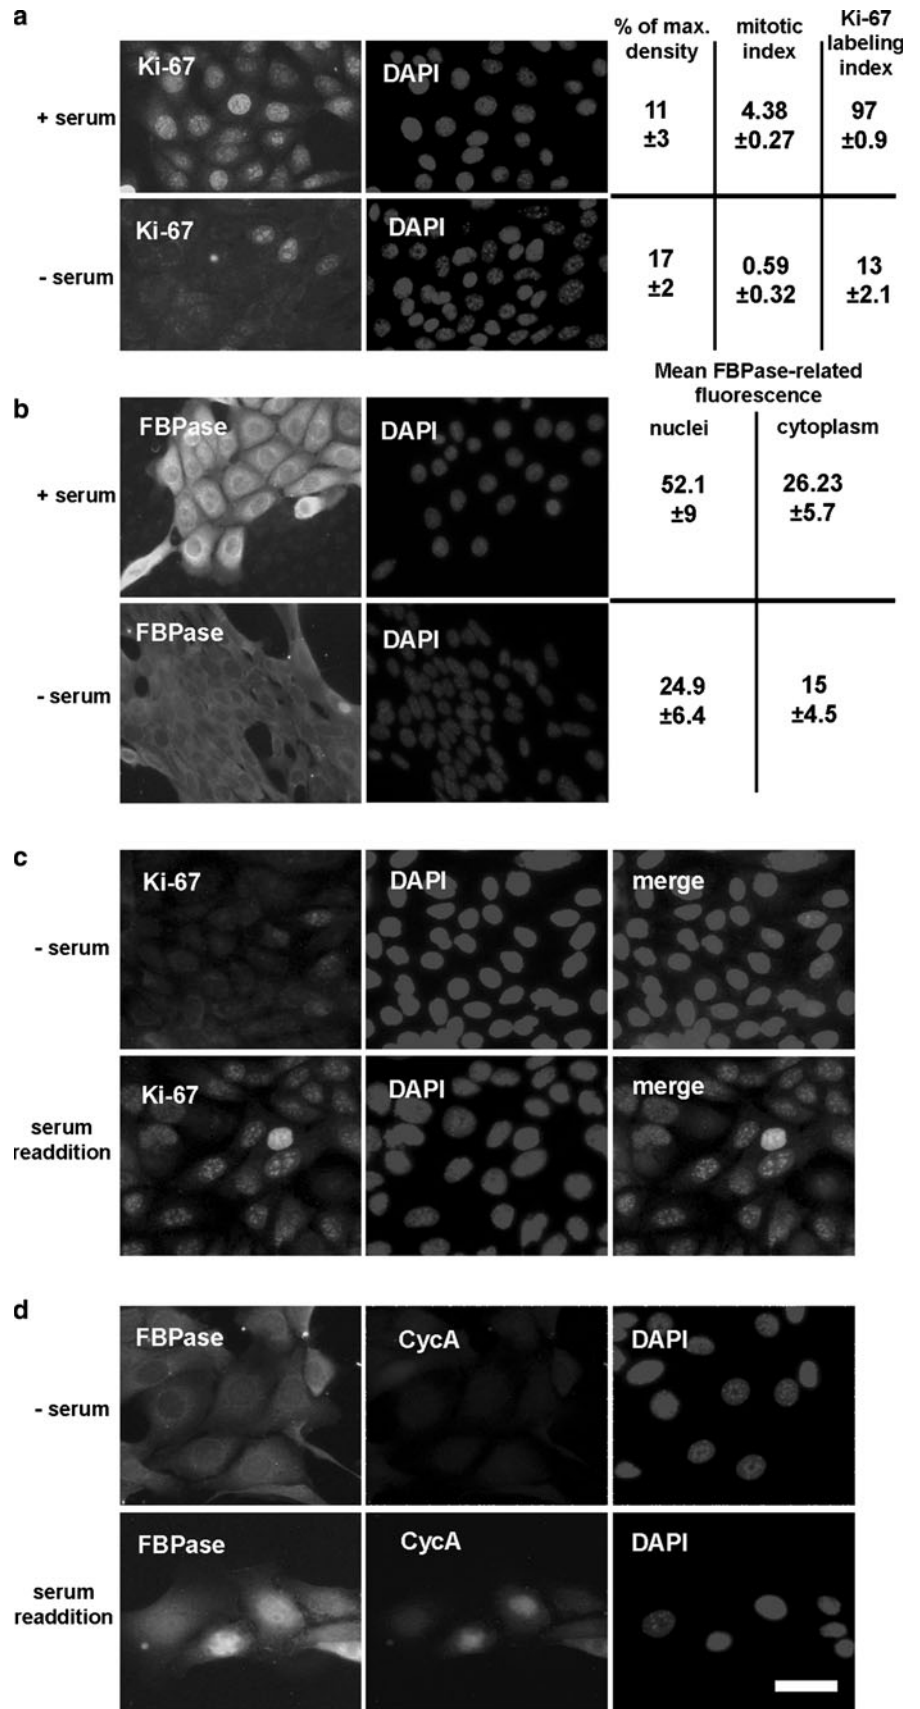 a
% of max. density
mitotic index
Ki-67 labeling index
+ serum
Ki-67
DAPI
11 ±3
4.38 ±0.27
97 ±0.9
- serum
Ki-67
DAPI
17 ±2
0.59 ±0.32
13 ±2.1
b
Mean FBPase-related fluorescence
nuclei
cytoplasm
+ serum
FBPase
DAPI
52.1 ±9
26.23 ±5.7
- serum
FBPase
DAPI
24.9 ±6.4
15 ±4.5
c
- serum
Ki-67
DAPI
merge
serum readdition
Ki-67
DAPI
merge
d
- serum
FBPase
CycA
DAPI
serum readdition
FBPase
CycA
DAPI